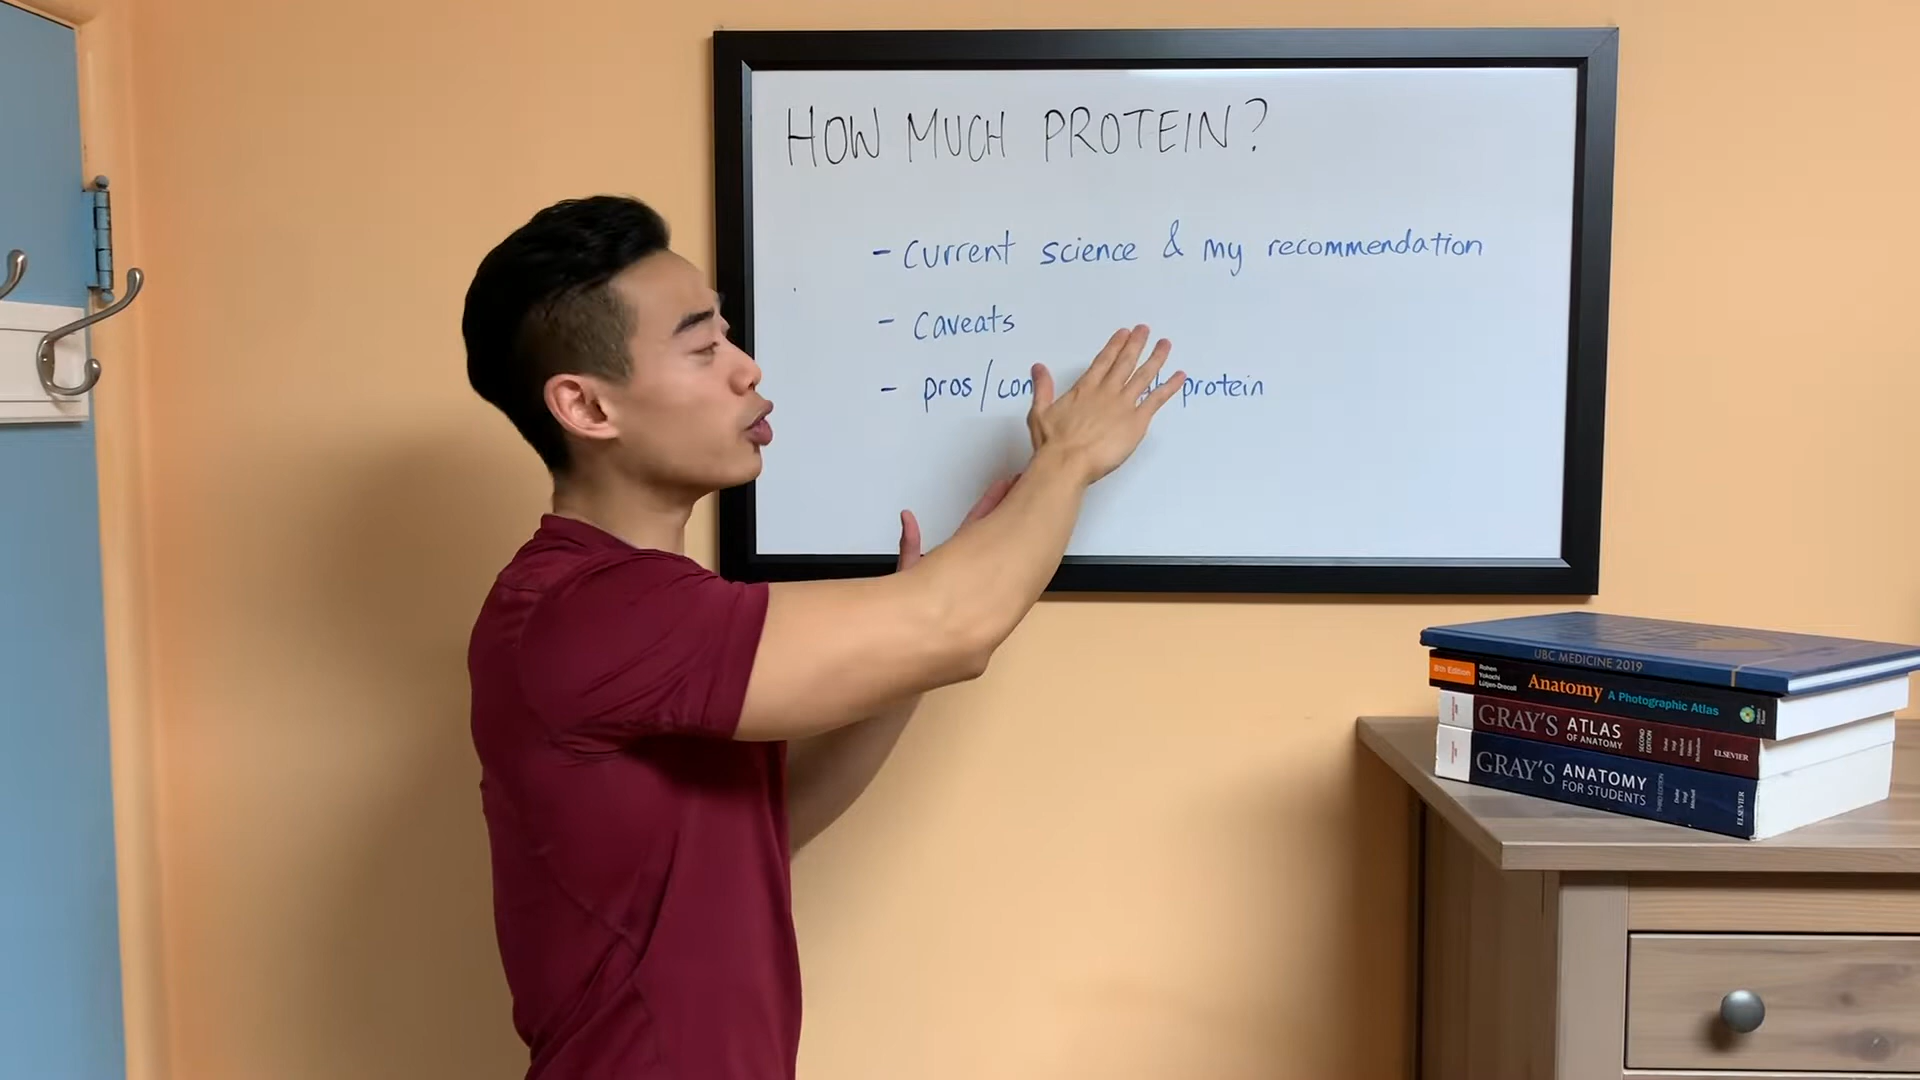 HOW MUCH PROTEIN?
- current science & my recommendation
- caveats
- pros/con protein
UBC MEDICINE 2019
8th Edition
Rohen
Yokochi
Lütjen-Drecoll
Anatomy A Photographic Atlas
GRAY'S ATLAS
OF ANATOMY
SECOND EDITION
ELSEVIER
GRAY'S ANATOMY
FOR STUDENTS
THIRD EDITION
ELSEVIER